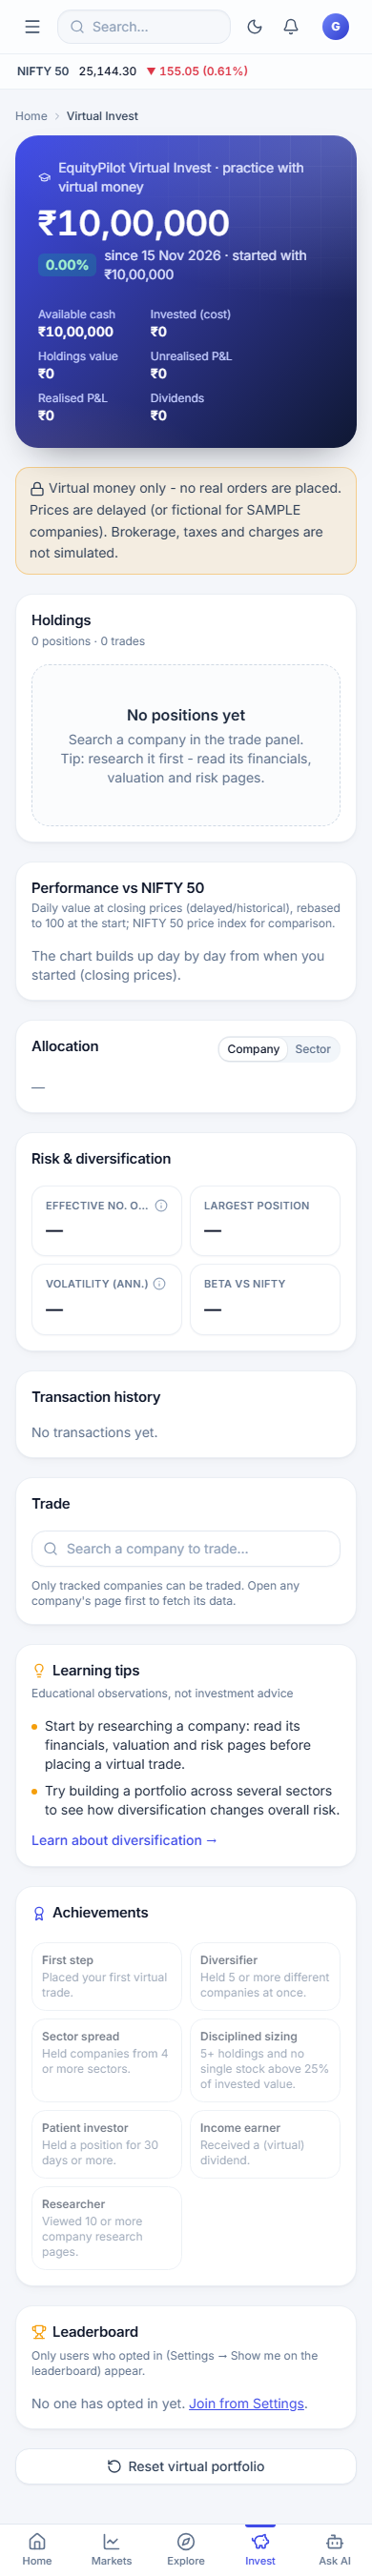 Search...
G
NIFTY 50 25,144.30 ▼ 155.05 (0.61%)
Home > Virtual Invest
EquityPilot Virtual Invest · practice with
virtual money
₹10,00,000
0.00% since 15 Nov 2026 · started with
₹10,00,000
Available cash Invested (cost)
₹10,00,000 ₹0
Holdings value Unrealised P&L
₹0 ₹0
Realised P&L Dividends
₹0 ₹0
Virtual money only - no real orders are placed.
Prices are delayed (or fictional for SAMPLE
companies). Brokerage, taxes and charges are
not simulated.
Holdings
0 positions · 0 trades
No positions yet
Search a company in the trade panel.
Tip: research it first - read its financials,
valuation and risk pages.
Performance vs NIFTY 50
Daily value at closing prices (delayed/historical), rebased
to 100 at the start; NIFTY 50 price index for comparison.
The chart builds up day by day from when you
started (closing prices).
Allocation Company Sector
—
Risk & diversification
EFFECTIVE NO. O... LARGEST POSITION
— —
VOLATILITY (ANN.) BETA VS NIFTY
— —
Transaction history
No transactions yet.
Trade
Search a company to trade...
Only tracked companies can be traded. Open any
company's page first to fetch its data.
Learning tips
Educational observations, not investment advice
• Start by researching a company: read its
financials, valuation and risk pages before
placing a virtual trade.
• Try building a portfolio across several sectors
to see how diversification changes overall risk.
Learn about diversification →
Achievements
First step
Placed your first virtual
trade.
Diversifier
Held 5 or more different
companies at once.
Sector spread
Held companies from 4
or more sectors.
Disciplined sizing
5+ holdings and no
single stock above 25%
of invested value.
Patient investor
Held a position for 30
days or more.
Income earner
Received a (virtual)
dividend.
Researcher
Viewed 10 or more
company research
pages.
Leaderboard
Only users who opted in (Settings → Show me on the
leaderboard) appear.
No one has opted in yet. Join from Settings.
Reset virtual portfolio
Home Markets Explore Invest Ask AI